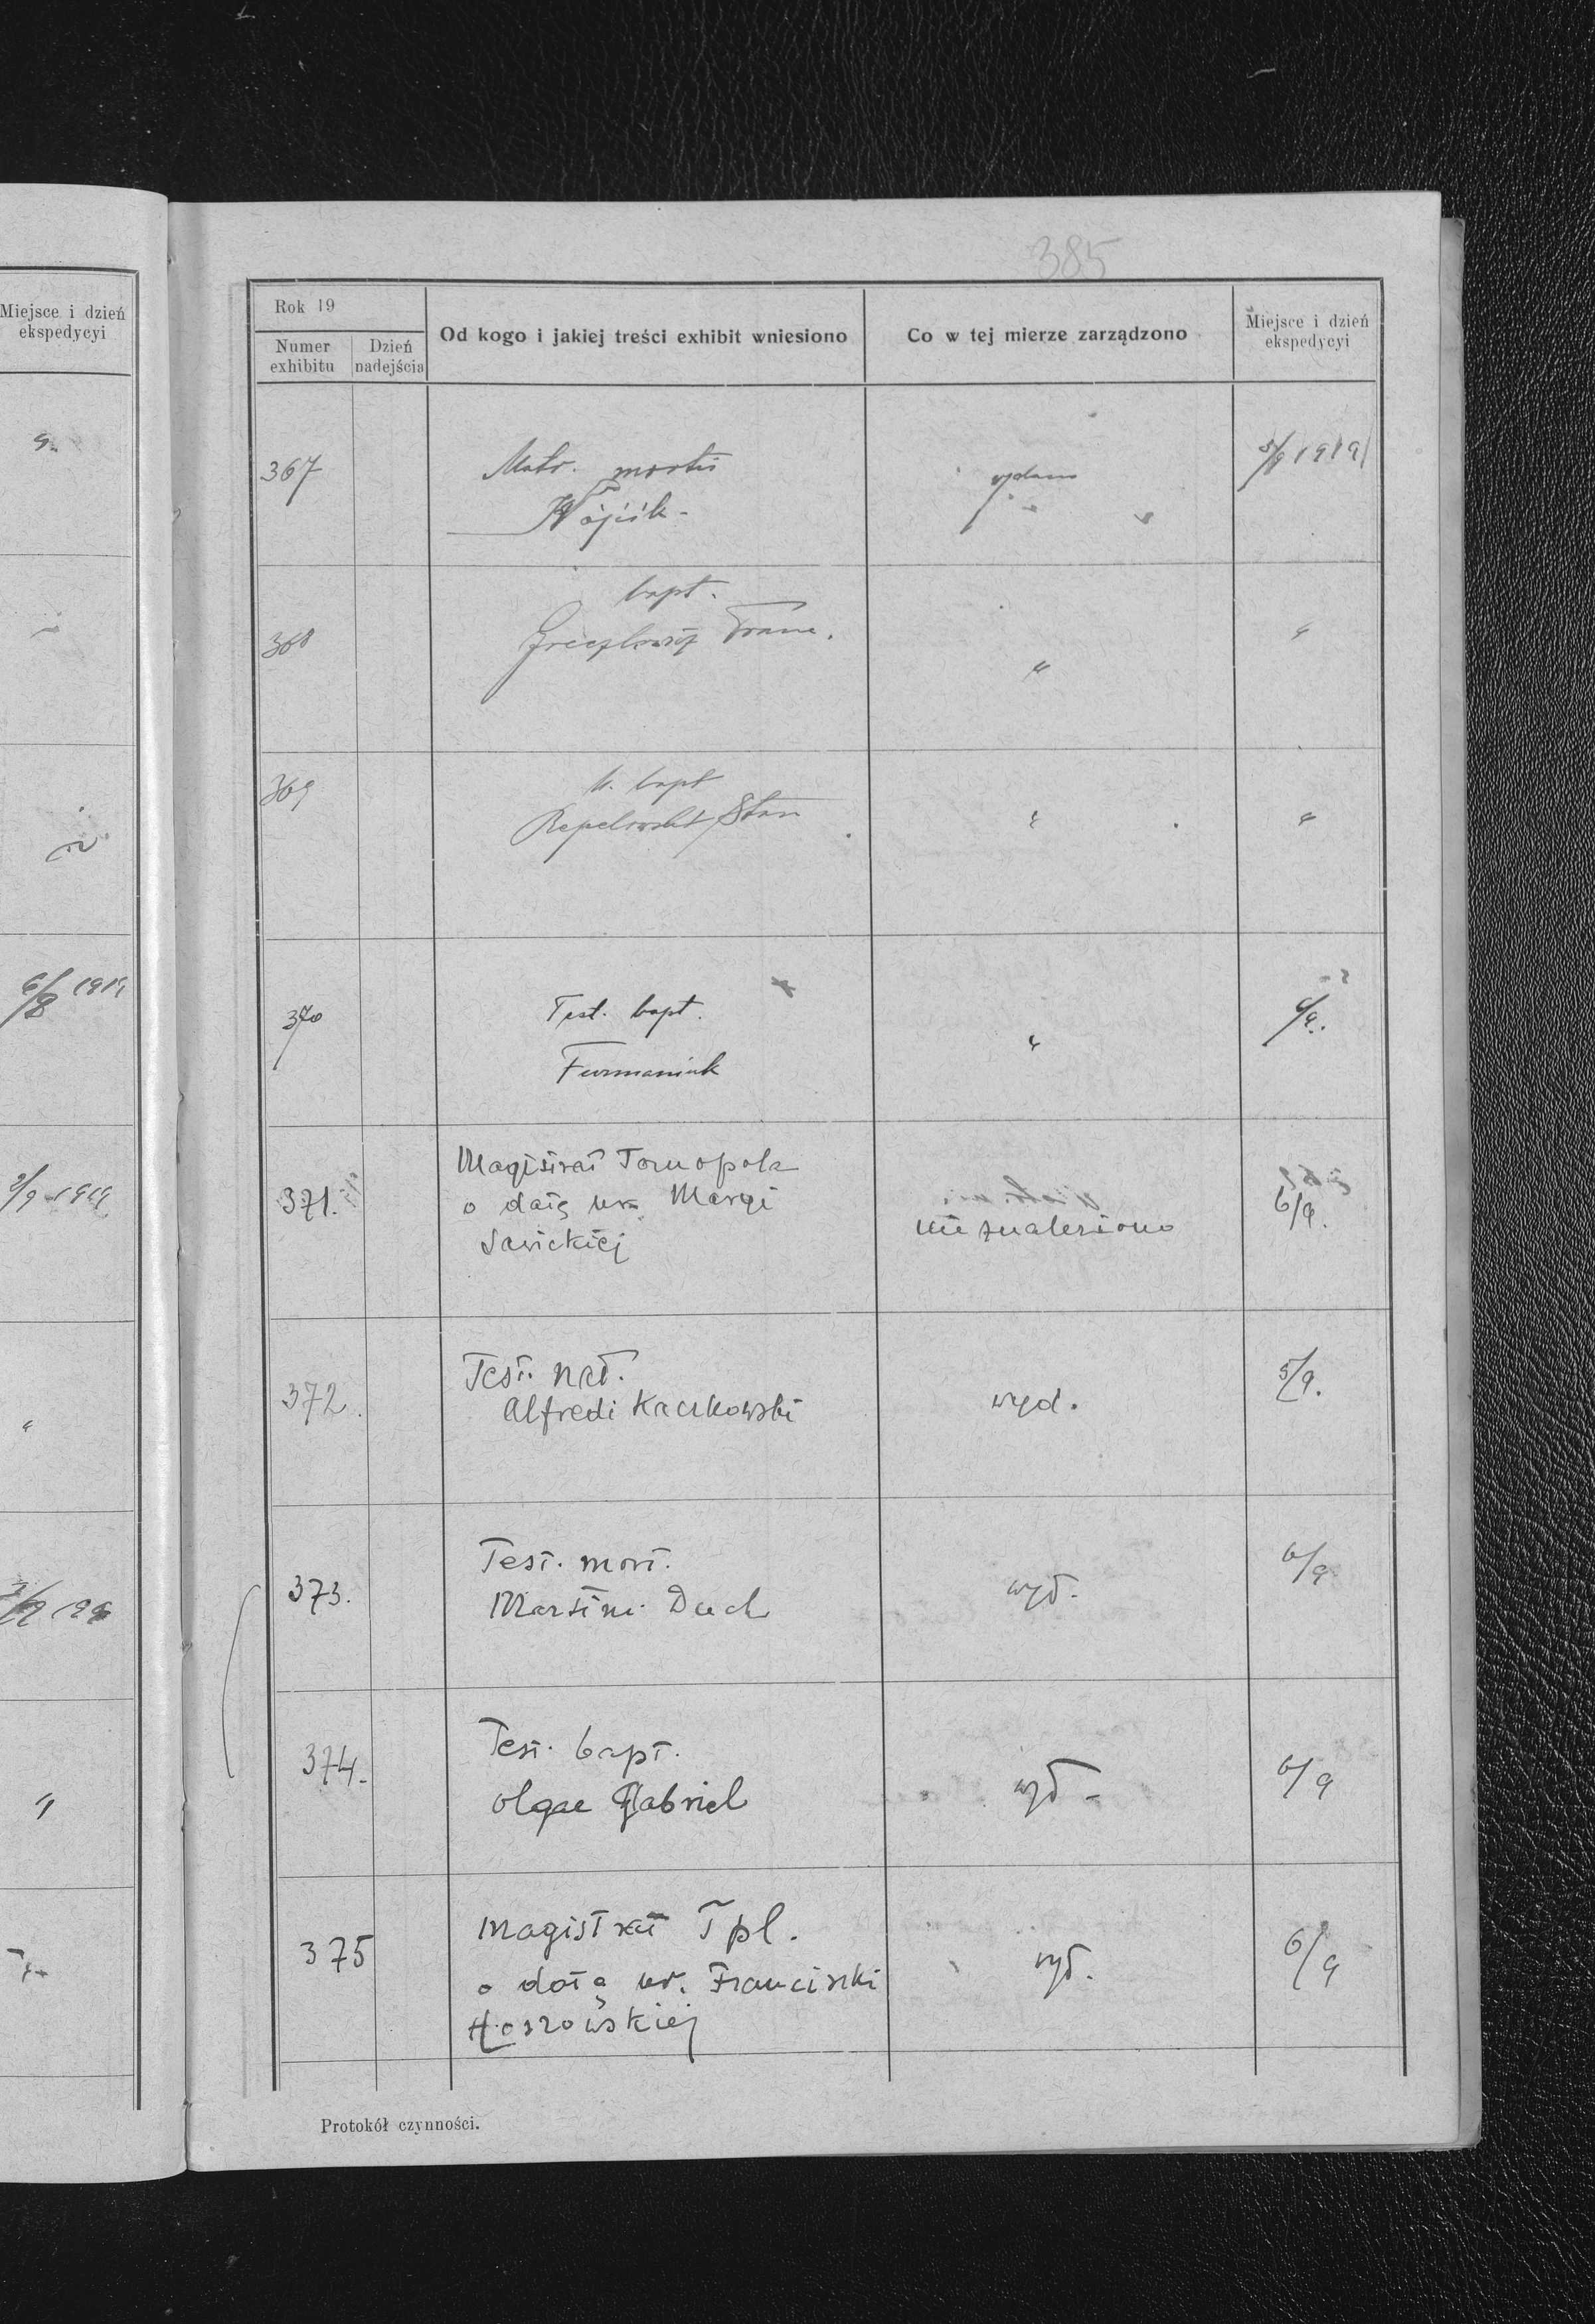 385
Miejsce i dzień
ekspedycyi
6/8 1919
2/9 1919
Rok 19
Numer
exhibitu
Dzień
nadejścia
Od kogo i jakiej treści exhibit wniesiono
Co w tej mierze zarządzono
Miejsce i dzień
ekspedycyi
367 Matr. mortis 5/9 1919
Wójcik -
368 bapt. "
Franc.
"
369 bapt
Stan " "
370 Test. bapt. 6/9.
Furmaniuk "
371. Magistrat Tarnopola
o datę ur. Maryi nie znaleziono 6/9.
Sawickiej
372. Test. nat. 5/9.
Alfredi Kaczkowski wyd.
373. Test. mort. wyd. 6/9
Martini Duch
374. Test. bapt. wyd - 6/9
Olgae Gabriel
375 Magistrat Tpl. wyd. 6/9
o datę ur. Franciszki
Hoszowskiej
Protokół czynności.